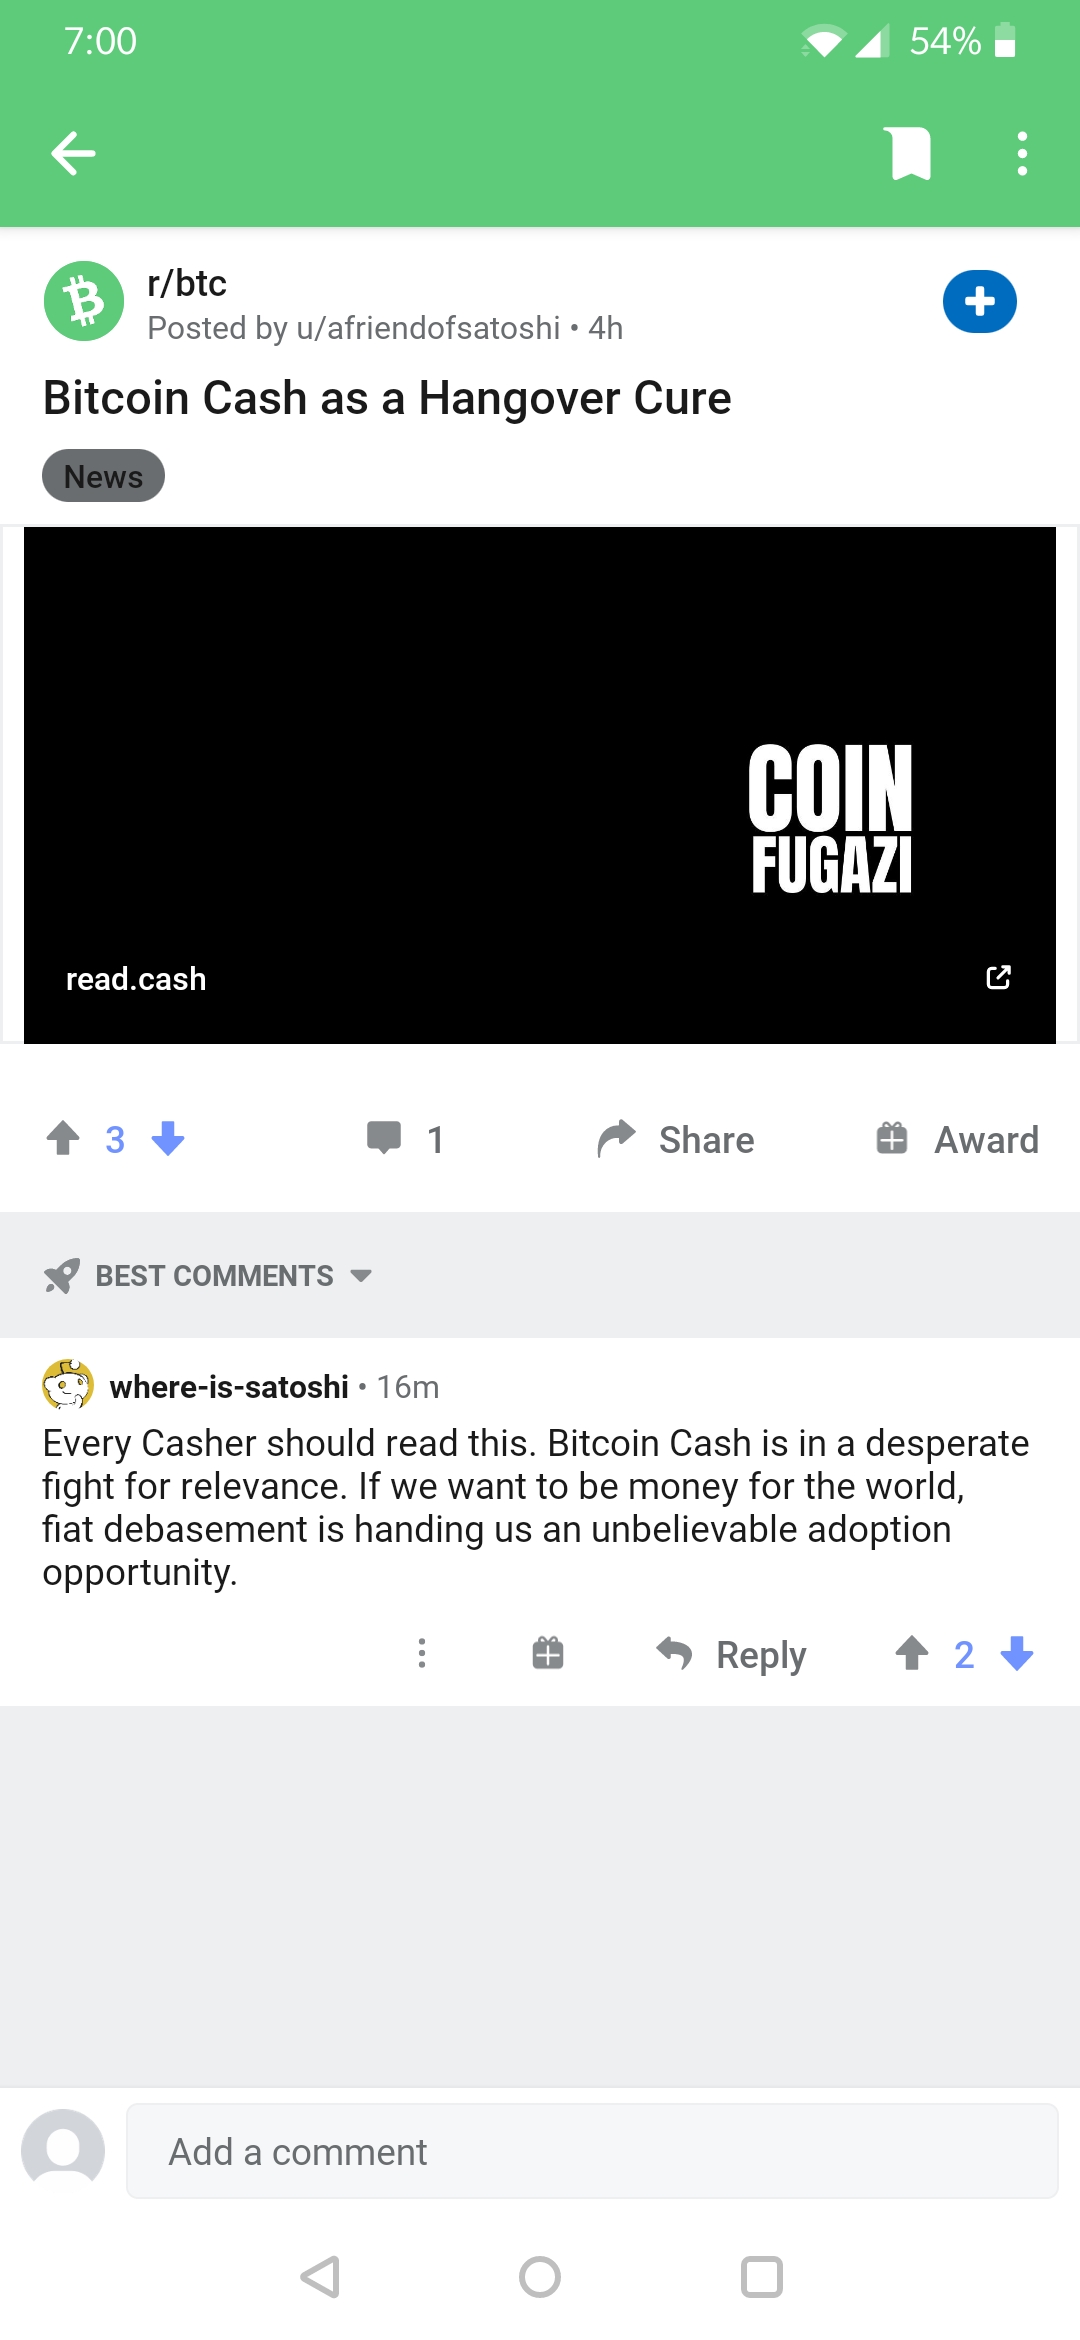 7:00
54%
r/btc
Posted by u/afriendofsatoshi • 4h
Bitcoin Cash as a Hangover Cure
News
COIN
FUGAZI
read.cash
3
1
Share
Award
BEST COMMENTS
where-is-satoshi • 16m
Every Casher should read this. Bitcoin Cash is in a desperate
fight for relevance. If we want to be money for the world,
fiat debasement is handing us an unbelievable adoption
opportunity.
Reply
2
Add a comment